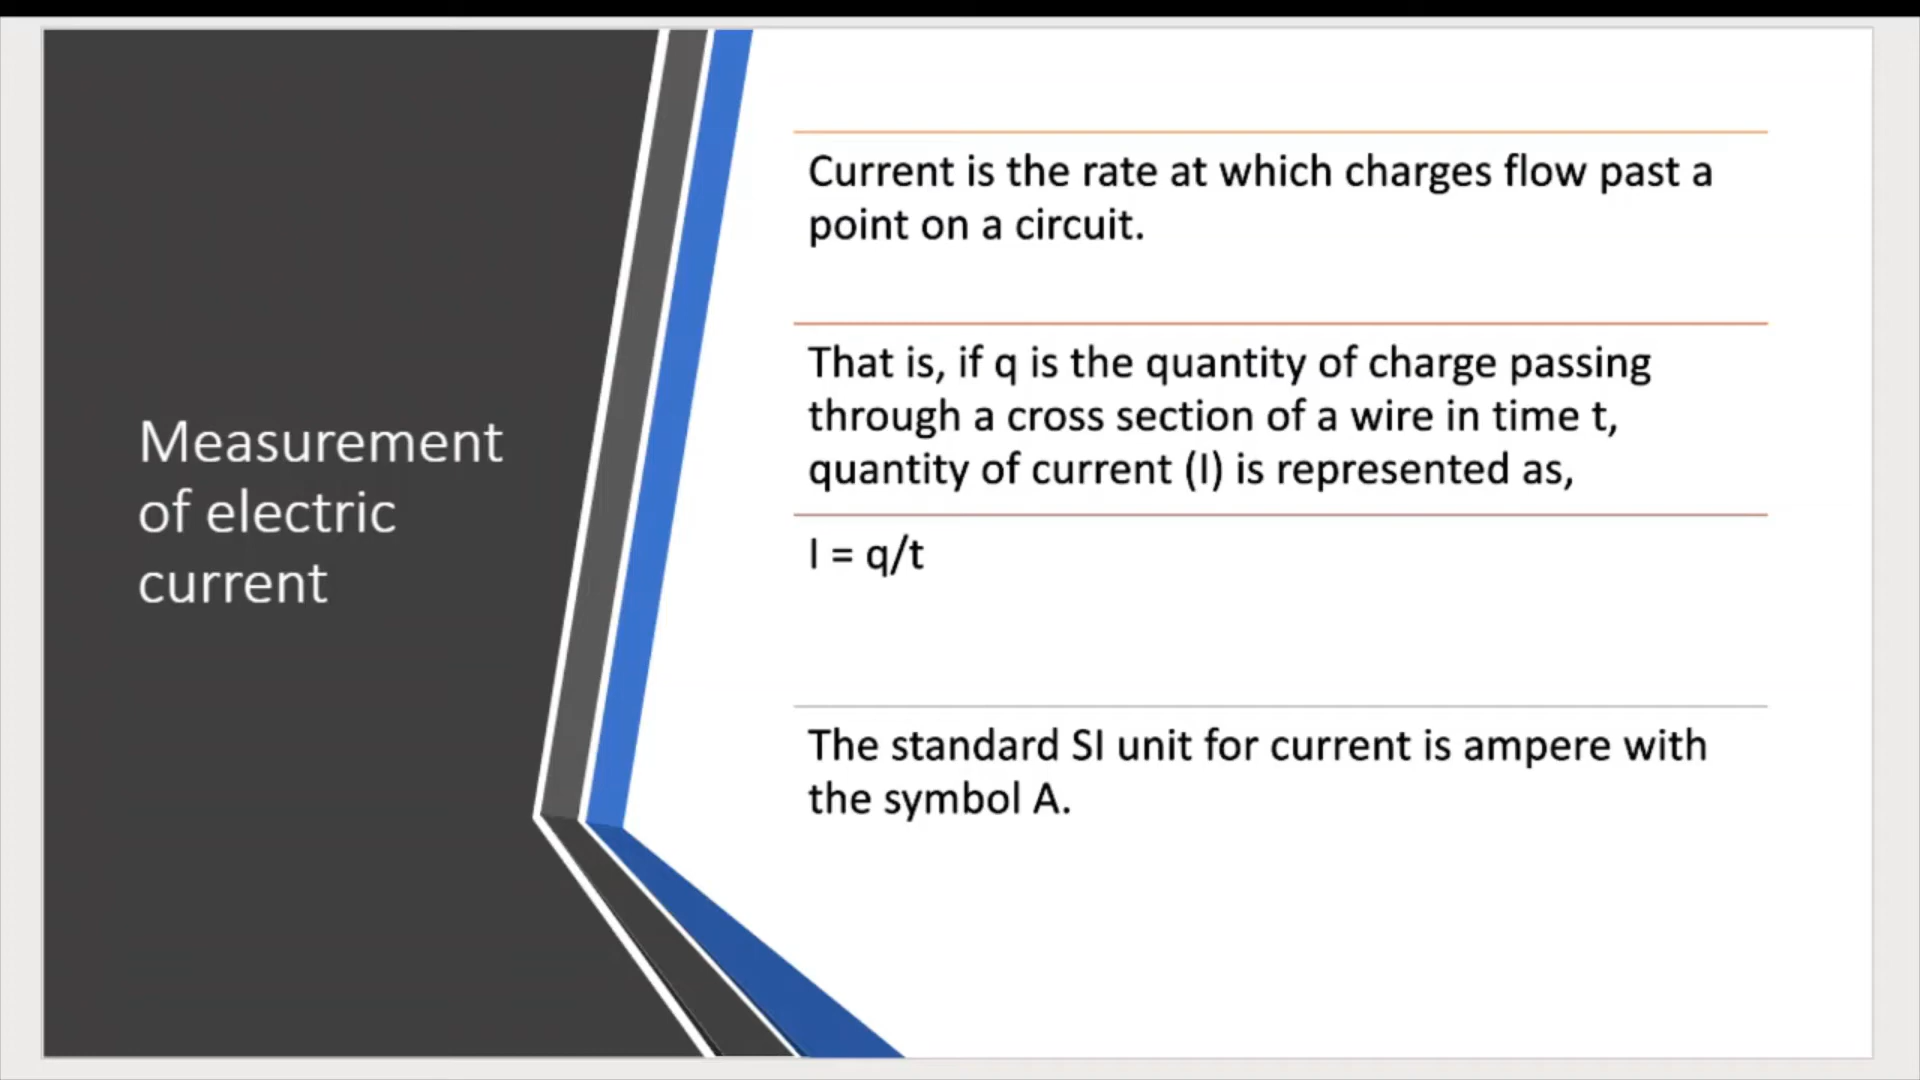 Measurement
of electric
current
Current is the rate at which charges flow past a
point on a circuit.
That is, if q is the quantity of charge passing
through a cross section of a wire in time t,
quantity of current (I) is represented as,
I = q/t
The standard SI unit for current is ampere with
the symbol A.